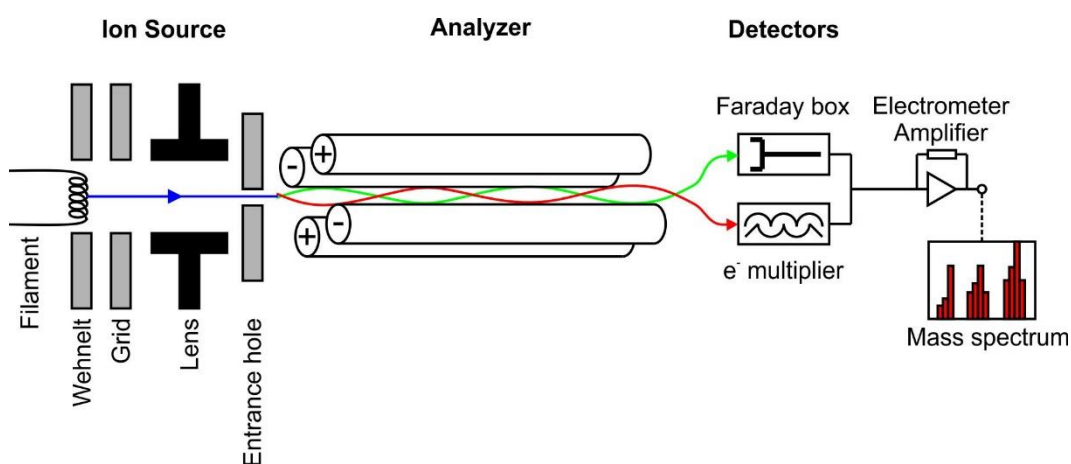 Ion Source
Analyzer
Detectors
Faraday box
Electrometer
Amplifier
-
+
+
-
e⁻ multiplier
Filament
Wehnelt
Grid
Lens
Entrance hole
Mass spectrum